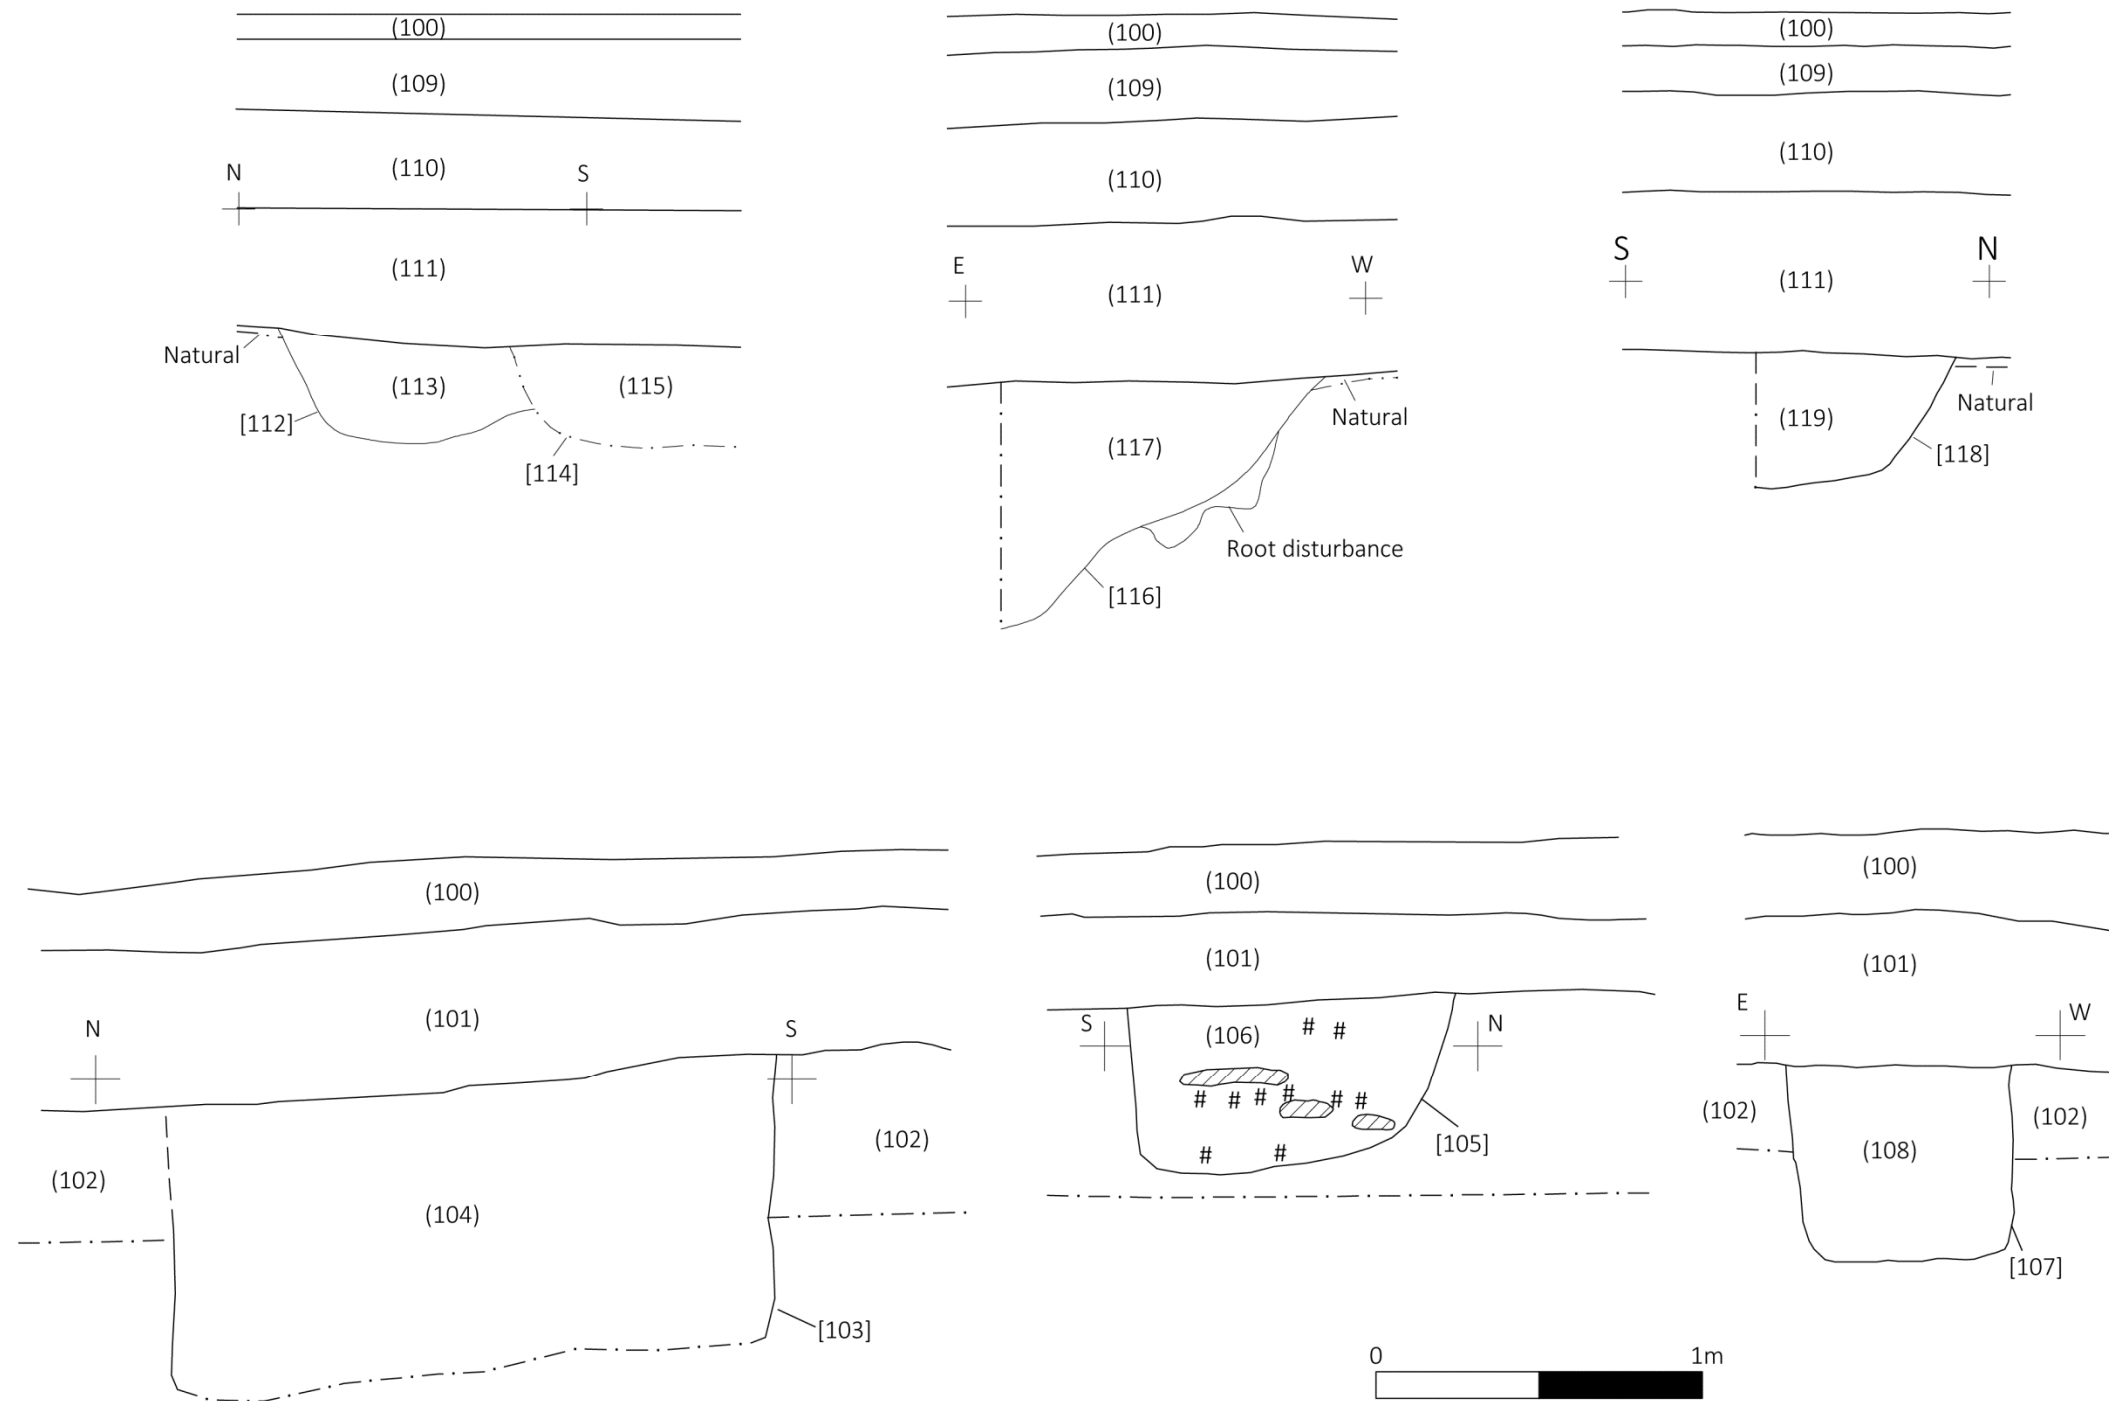 (100)
(109)
N S
(110)
(111)
Natural
(113)
(115)
[112]
[114]
(100)
(109)
(110)
E W
(111)
Natural
(117)
Root disturbance
[116]
(100)
(109)
(110)
S N
(111)
Natural
(119)
[118]
(100)
(101)
N S
(102)
(102)
(104)
[103]
(100)
(101)
S N
(106) # #
# # # # # #
# #
[105]
(100)
(101)
E W
(102) (102)
(108)
[107]
0 1m